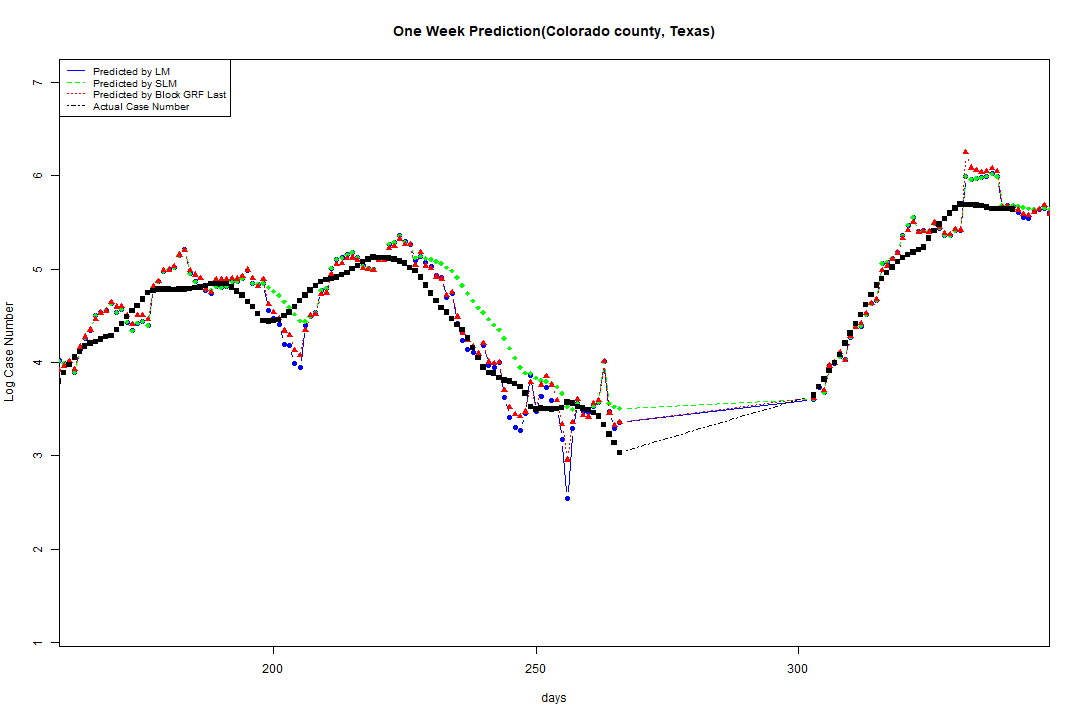 One Week Prediction(Colorado county, Texas)
Predicted by LM
Predicted by SLM
Predicted by Block GRF Last
Actual Case Number
7
6
5
4
3
2
1
Log Case Number
200
250
300
days